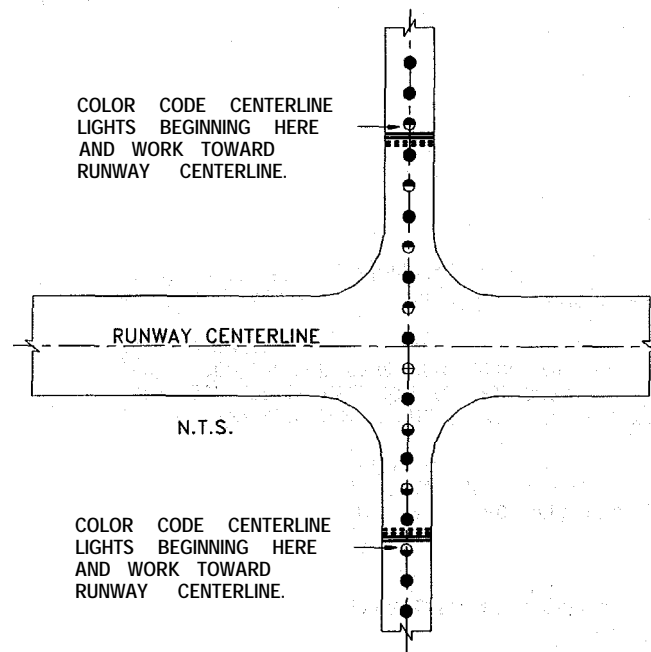 COLOR CODE CENTERLINE
LIGHTS BEGINNING HERE
AND WORK TOWARD
RUNWAY CENTERLINE.
RUNWAY CENTERLINE
N.T.S.
COLOR CODE CENTERLINE
LIGHTS BEGINNING HERE
AND WORK TOWARD
RUNWAY CENTERLINE.